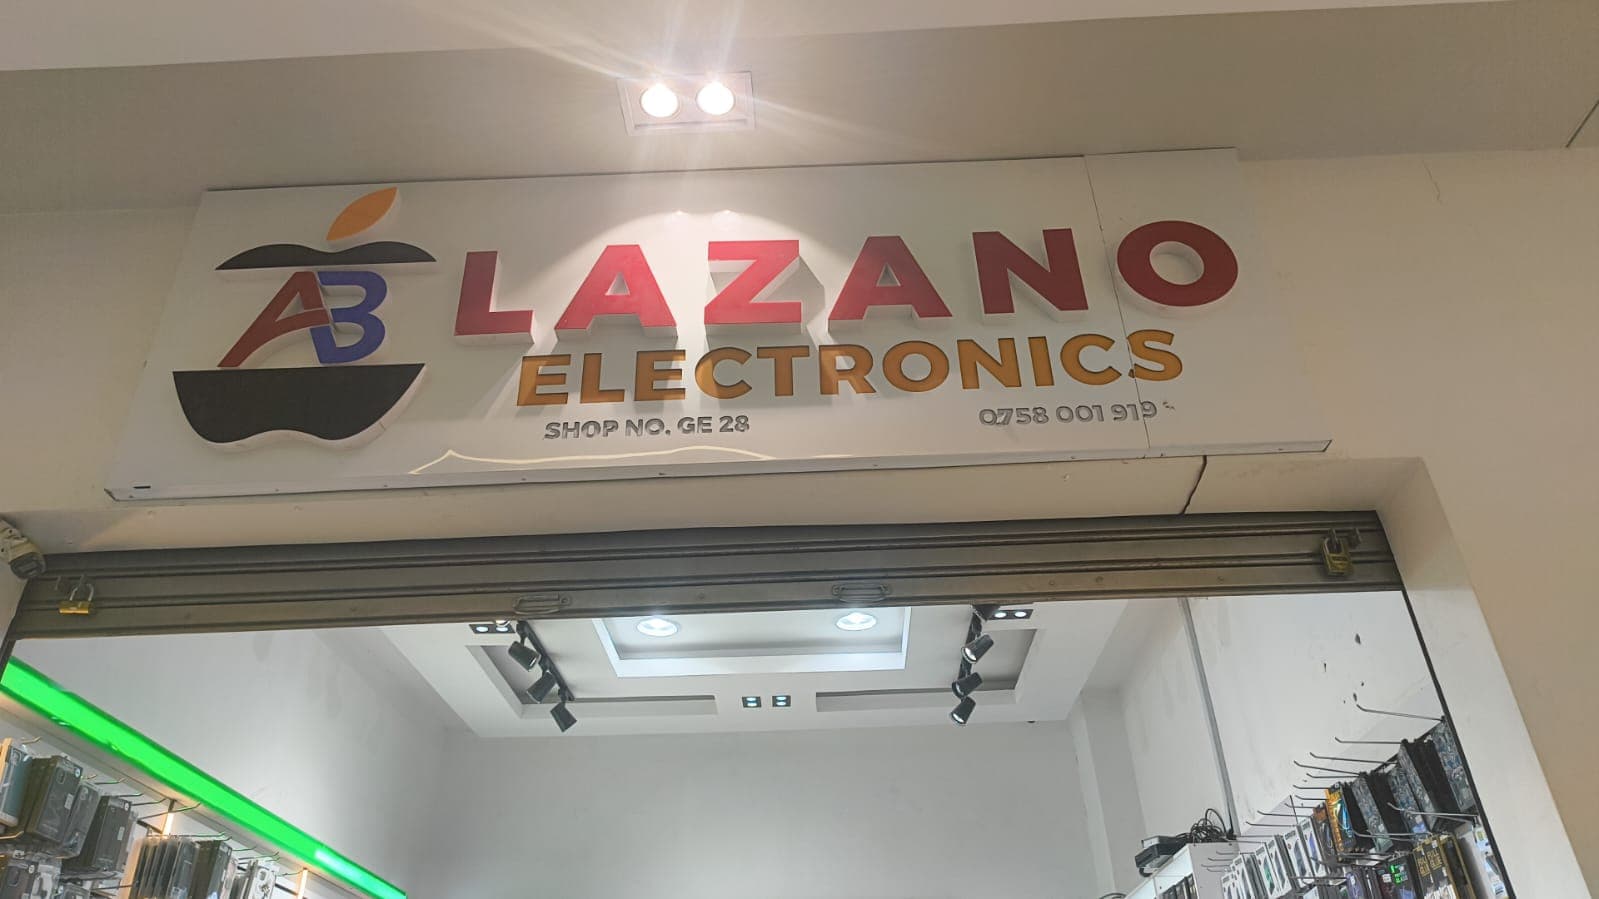 AB
LAZANO
ELECTRONICS
SHOP NO. GE 28
0758 001 919